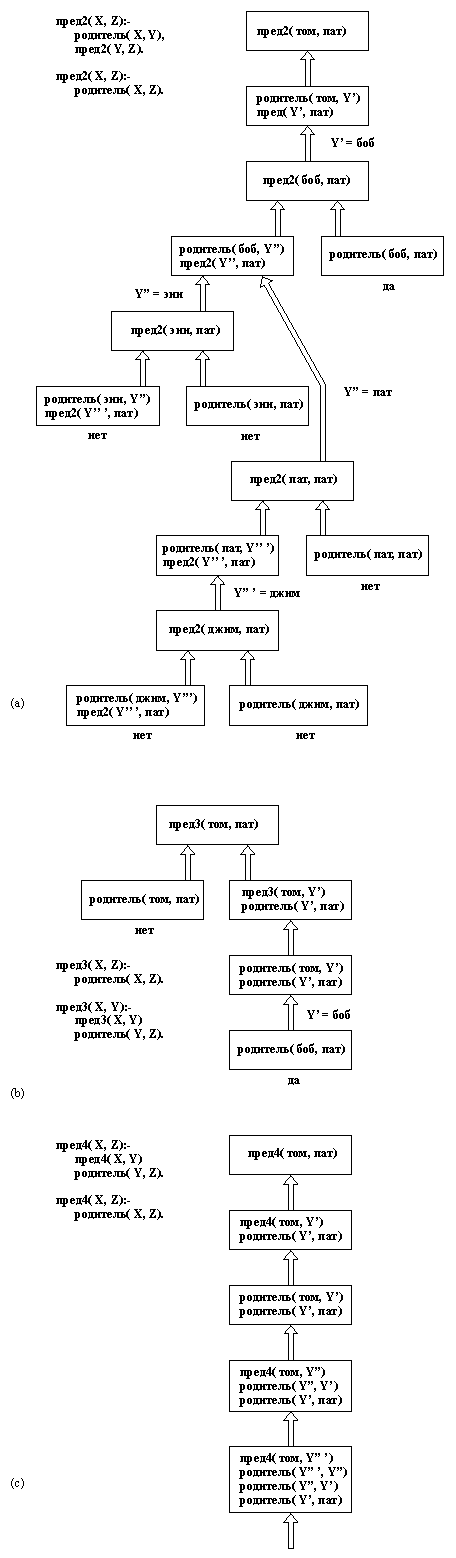 пред2( X, Z):-
родитель( X, Y),
пред2( Y, Z).
пред2( X, Z):-
родитель( X, Z).
пред2( том, пат)
родитель( том, Y’)
пред( Y’, пат)
Y’ = боб
пред2( боб, пат)
родитель( боб, Y”)
пред2( Y’’, пат)
родитель( боб, пат)
да
Y” = энн
пред2( энн, пат)
родитель( энн, Y”)
пред2( Y’’ ’, пат)
нет
родитель( энн, пат)
нет
Y” = пат
пред2( пат, пат)
родитель( пат, Y’’ ’)
пред2( Y’’ ’, пат)
родитель( пат, пат)
нет
Y” ’ = джим
пред2( джим, пат)
родитель( джим, Y”’)
пред2( Y’’ ’, пат)
нет
родитель( джим, пат)
нет
(a)
пред3( том, пат)
родитель( том, пат)
нет
пред3( том, Y’)
родитель( Y’, пат)
пред3( X, Z):-
родитель( X, Z).
пред3( X, Y):-
пред3( X, Y)
родитель( Y, Z).
родитель( том, Y’)
родитель( Y’, пат)
Y’ = боб
родитель( боб, пат)
да
(b)
пред4( X, Z):-
пред4( X, Y)
родитель( Y, Z).
пред4( X, Z):-
родитель( X, Z).
пред4( том, пат)
пред4( том, Y’)
родитель( Y’, пат)
родитель( том, Y’)
родитель( Y’, пат)
пред4( том, Y”)
родитель( Y”, Y’)
родитель( Y’, пат)
пред4( том, Y” ’)
родитель( Y” ’, Y”)
родитель( Y”, Y’)
родитель( Y’, пат)
(c)